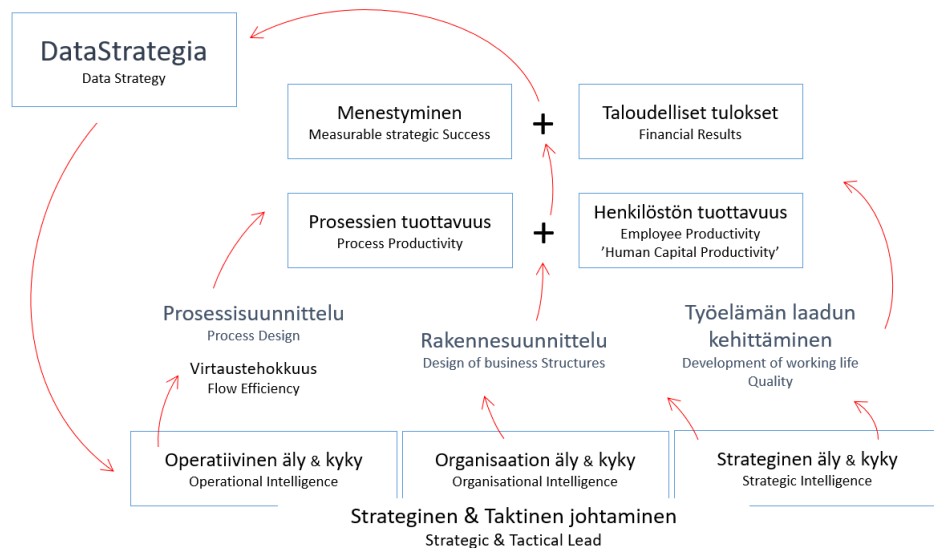 DataStrategia
Data Strategy
Menestyminen
Measurable strategic Success
+
Taloudelliset tulokset
Financial Results
Prosessien tuottavuus
Process Productivity
+
Henkilöstön tuottavuus
Employee Productivity
’Human Capital Productivity’
Prosessisuunnittelu
Process Design
Virtaustehokkuus
Flow Efficiency
Rakennesuunnittelu
Design of business Structures
Työelämän laadun
kehittäminen
Development of working life
Quality
Operatiivinen äly & kyky
Operational Intelligence
Organisaation äly & kyky
Organisational Intelligence
Strateginen äly & kyky
Strategic Intelligence
Strateginen & Taktinen johtaminen
Strategic & Tactical Lead